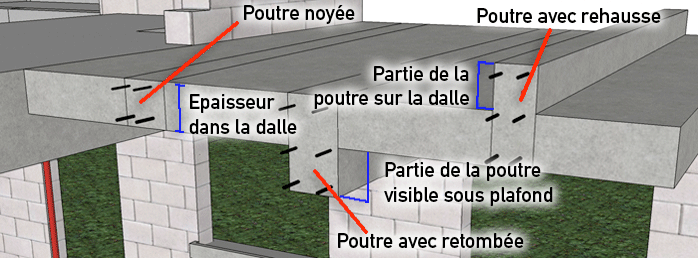 Poutre noyée
Poutre avec rehausse
Partie de la
poutre sur la dalle
Epaisseur
dans la dalle
Partie de la poutre
visible sous plafond
Poutre avec retombée